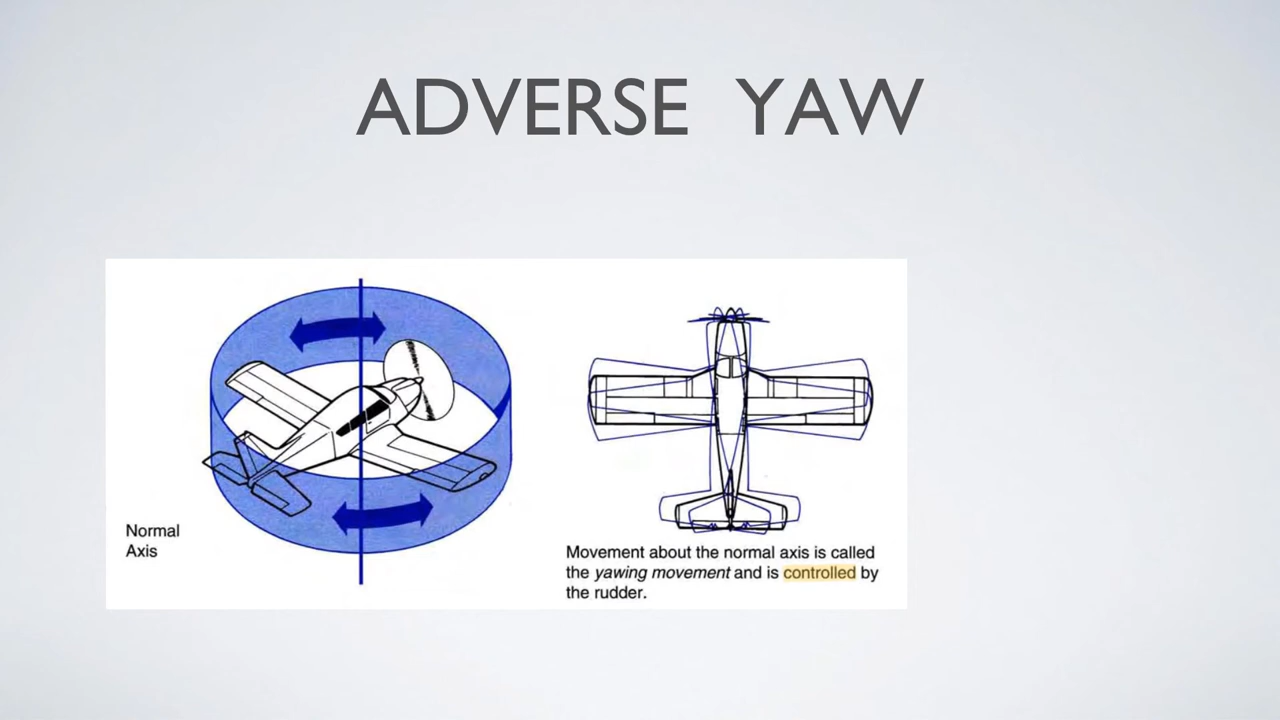 ADVERSE YAW
Normal
Axis
Movement about the normal axis is called
the yawing movement and is controlled by
the rudder.